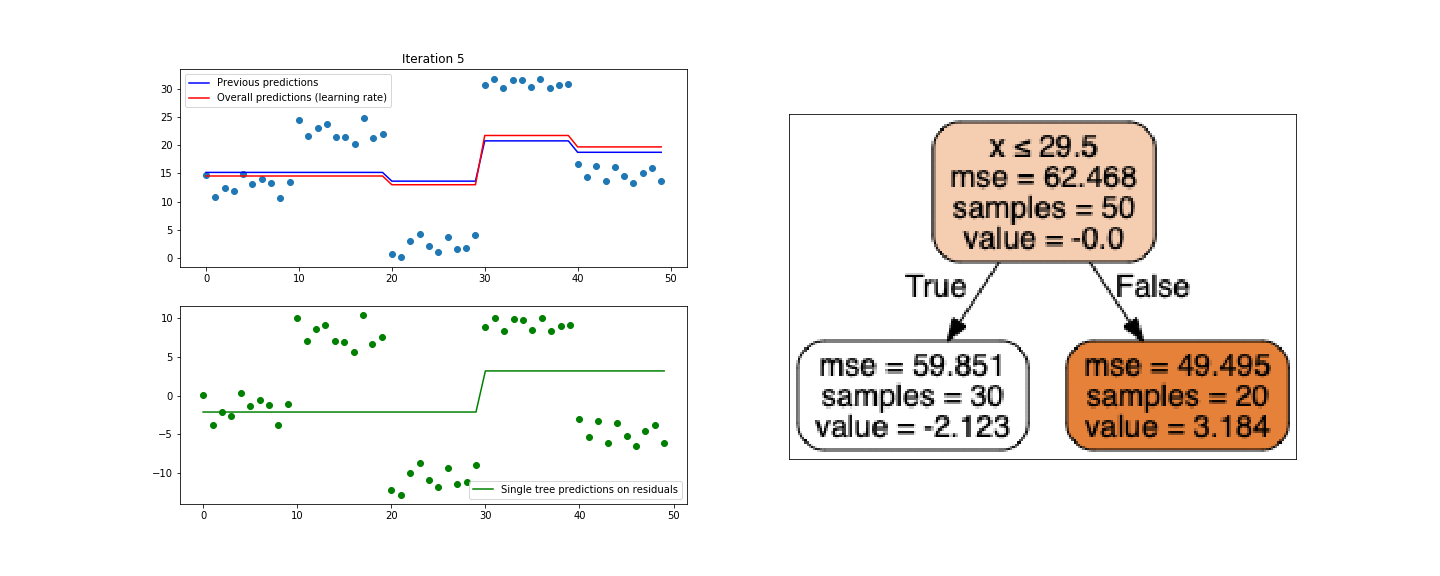 Iteration 5
Previous predictions
Overall predictions (learning rate)
30
25
20
15
10
5
0
0 10 20 30 40 50
10
5
0
−5
−10
Single tree predictions on residuals
0 10 20 30 40 50
x ≤ 29.5
mse = 62.468
samples = 50
value = -0.0
True False
mse = 59.851
samples = 30
value = -2.123
mse = 49.495
samples = 20
value = 3.184